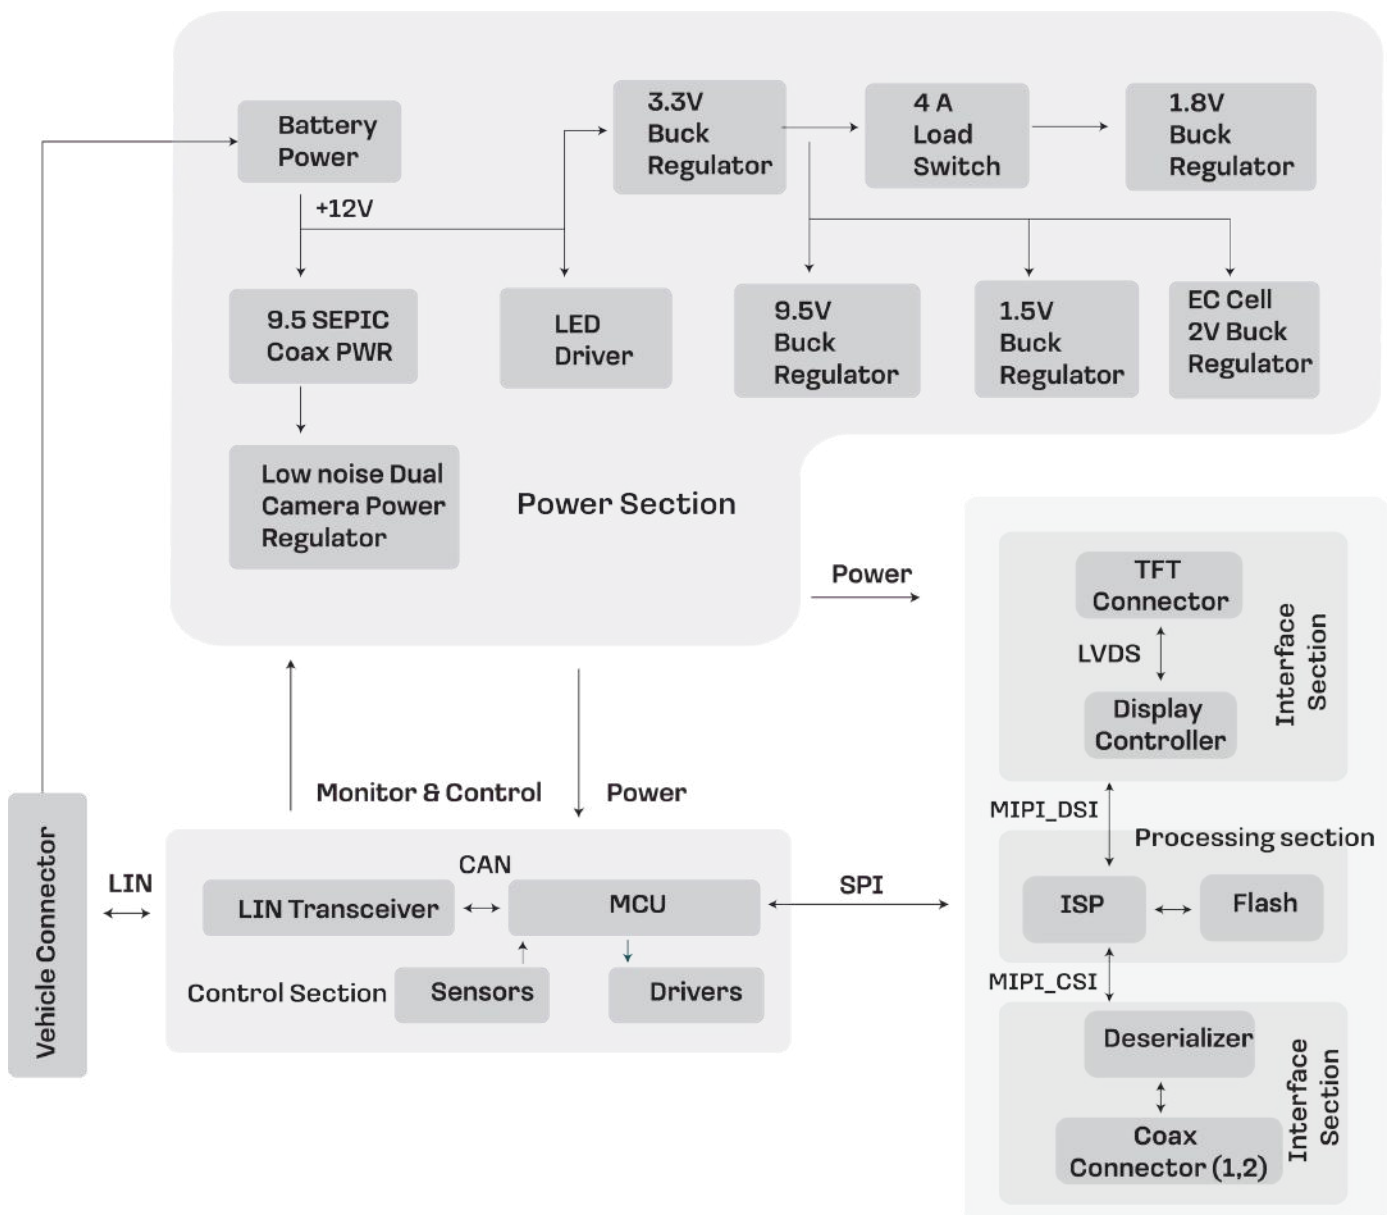 Battery
Power
+12V
3.3V
Buck
Regulator
4 A
Load
Switch
1.8V
Buck
Regulator
9.5 SEPIC
Coax PWR
LED
Driver
9.5V
Buck
Regulator
1.5V
Buck
Regulator
EC Cell
2V Buck
Regulator
Low noise Dual
Camera Power
Regulator
Power Section
Power
Monitor & Control
Power
Vehicle Connector
LIN
LIN Transceiver
CAN
MCU
Control Section
Sensors
Drivers
SPI
TFT
Connector
LVDS
Display
Controller
Interface
Section
MIPI_DSI
Processing section
ISP
Flash
MIPI_CSI
Deserializer
Coax
Connector (1,2)
Interface
Section